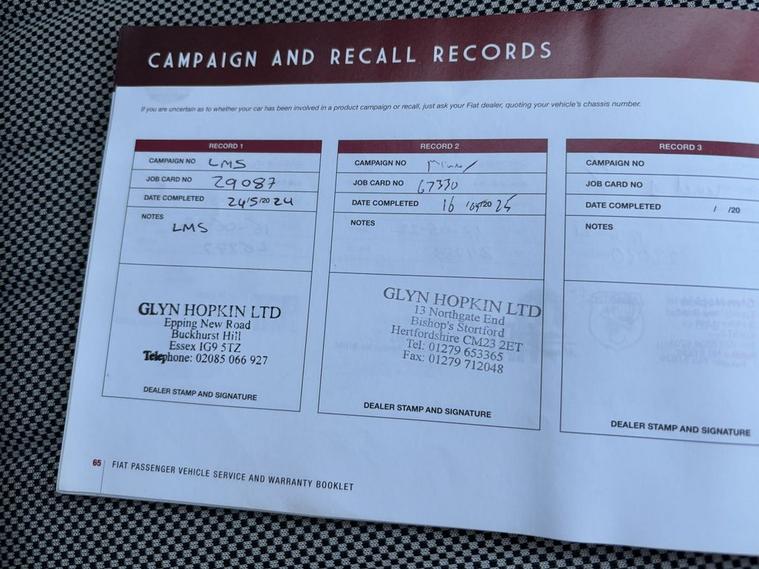 CAMPAIGN AND RECALL RECORDS
If you are uncertain as to whether your car has been involved in a product campaign or recall, just ask your Fiat dealer, quoting your vehicle's chassis number.
RECORD 1
CAMPAIGN NO LMS
JOB CARD NO 29087
DATE COMPLETED 24/5/20 24
NOTES
LMS
GLYN HOPKIN LTD
Epping New Road
Buckhurst Hill
Essex IG9 5TZ
Telephone: 02085 066 927
DEALER STAMP AND SIGNATURE
RECORD 2
CAMPAIGN NO
JOB CARD NO 67330
DATE COMPLETED 16 /20 25
NOTES
GLYN HOPKIN LTD
13 Northgate End
Bishop's Stortford
Hertfordshire CM23 2ET
Tel: 01279 653365
Fax: 01279 712048
DEALER STAMP AND SIGNATURE
RECORD 3
CAMPAIGN NO
JOB CARD NO
DATE COMPLETED / /20
NOTES
DEALER STAMP AND SIGNATURE
65 FIAT PASSENGER VEHICLE SERVICE AND WARRANTY BOOKLET